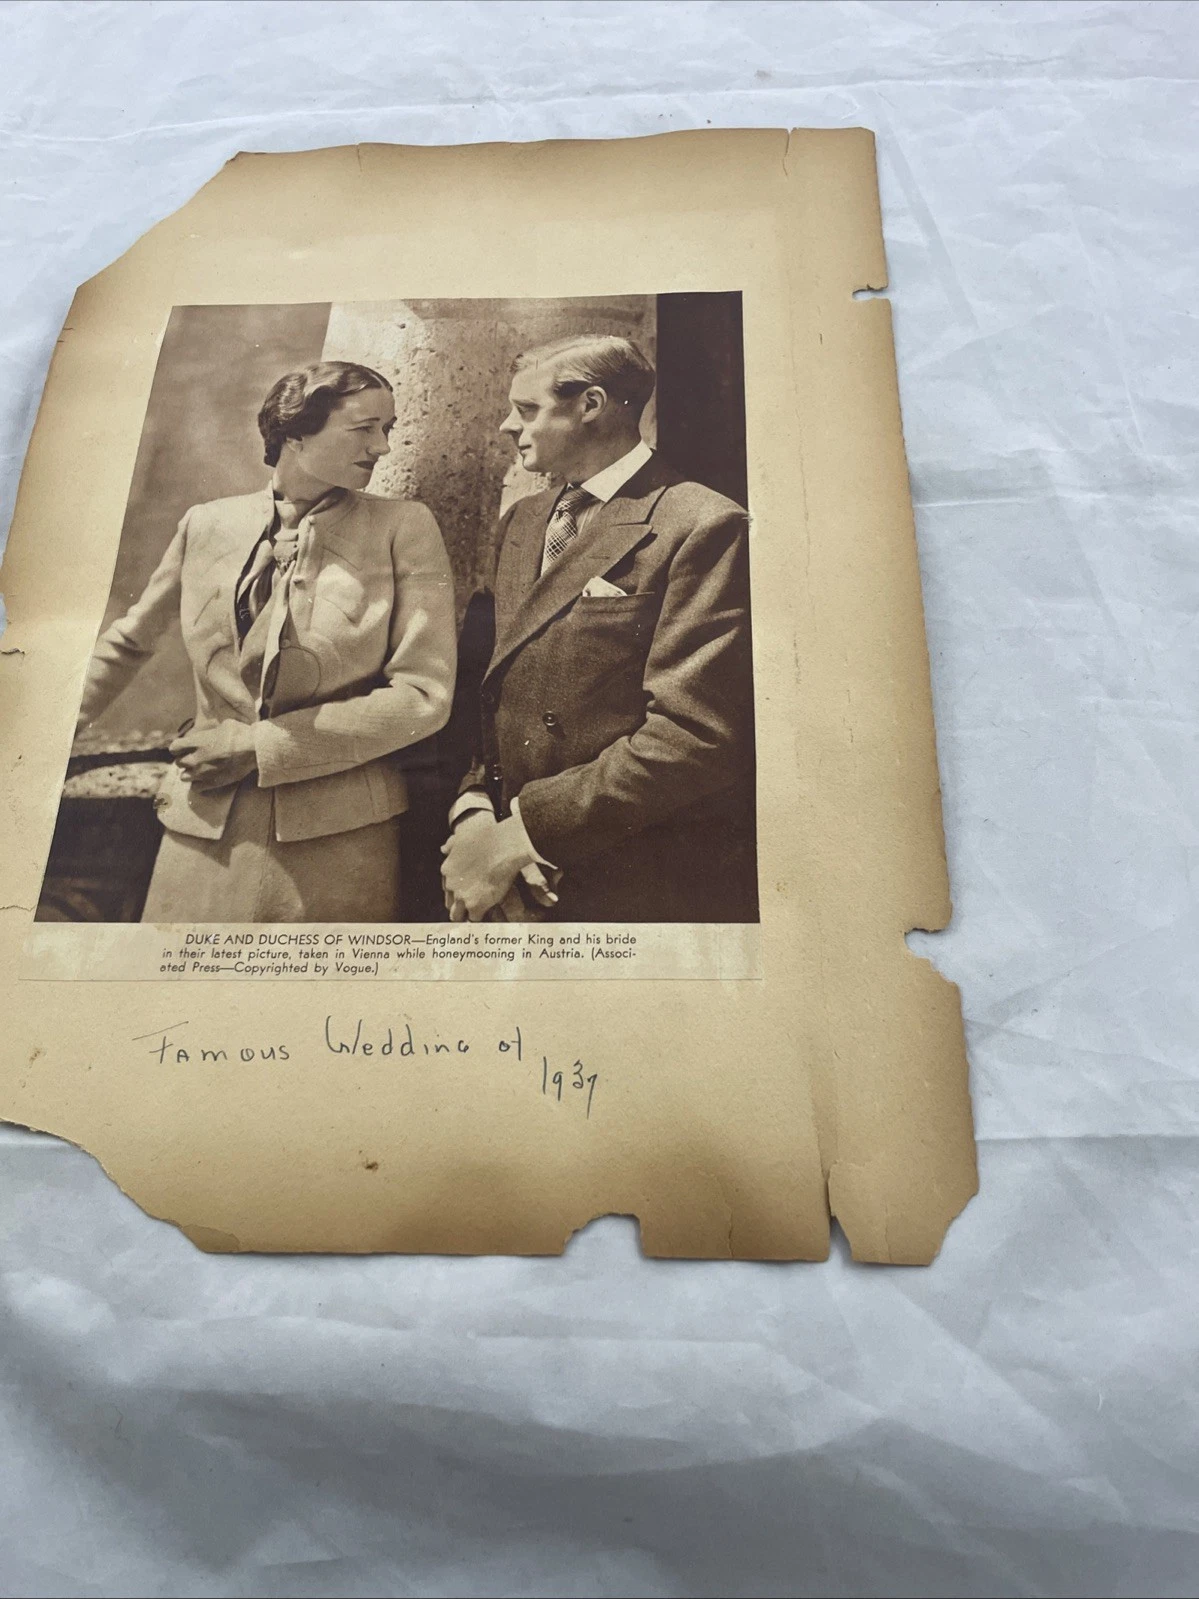 DUKE AND DUCHESS OF WINDSOR—England's former King and his bride
in their latest picture, taken in Vienna while honeymooning in Austria. (Associ-
ated Press—Copyrighted by Vogue.)
Famous Wedding of
1937